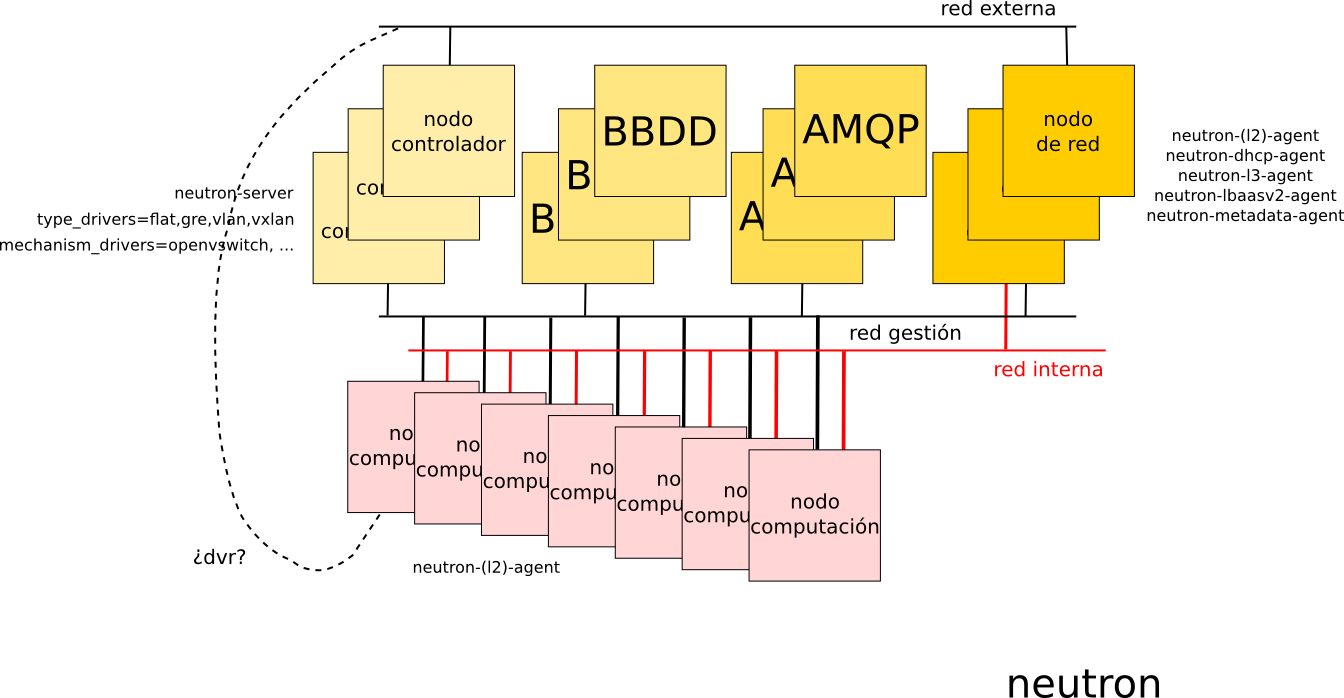 red externa
nodo
controlador
BBDD
AMQP
nodo
de red
co
B
A
co
B
A
neutron-server
type_drivers=flat,gre,vlan,vxlan
mechanism_drivers=openvswitch, ...
neutron-(l2)-agent
neutron-dhcp-agent
neutron-l3-agent
neutron-lbaasv2-agent
neutron-metadata-agent
red gestión
red interna
no
compu
no
compu
no
compu
no
compu
no
compu
no
compu
nodo
computación
¿dvr?
neutron-(l2)-agent
neutron